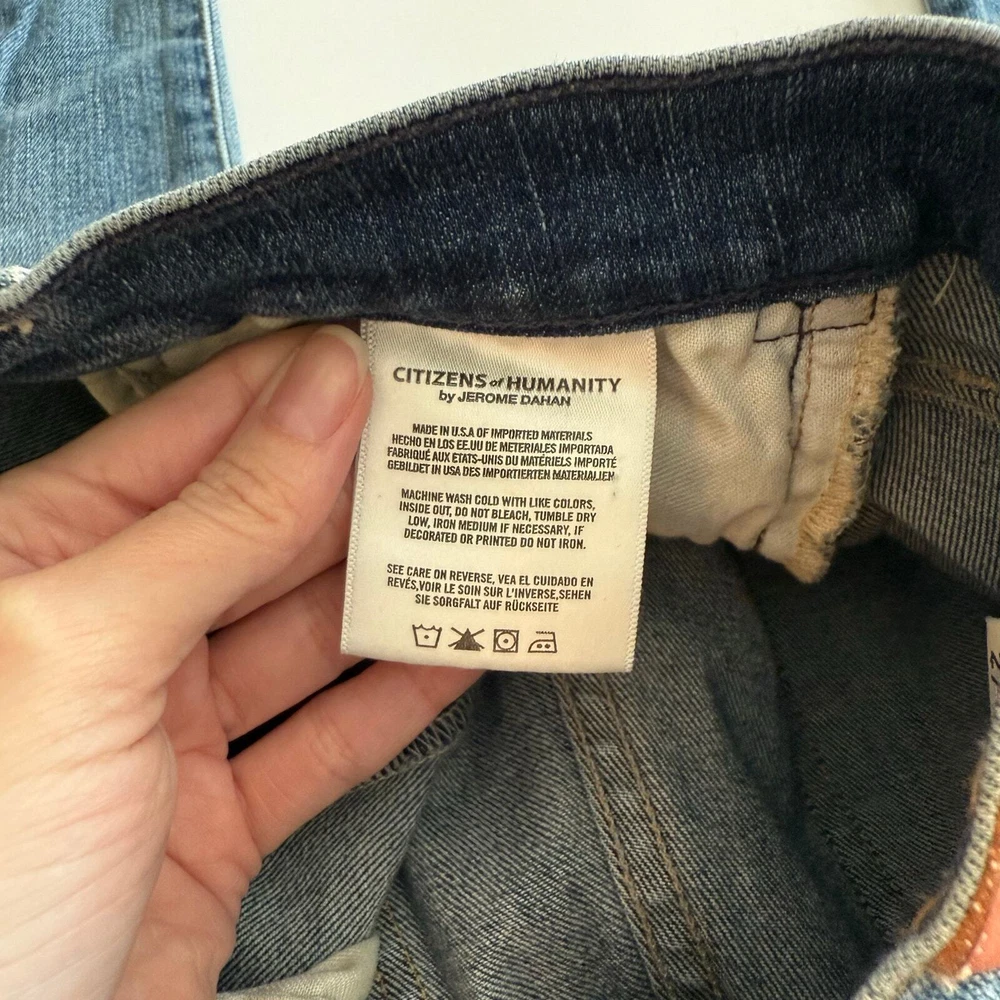 CITIZENS of HUMANITY
by JEROME DAHAN
MADE IN U.S.A OF IMPORTED MATERIALS
HECHO EN LOS EE.UU DE METERIALES IMPORTADA
FABRIQUÉ AUX ETATS-UNIS DU MATÉRIELS IMPORTÉ
GEBILDET IN USA DES IMPORTIERTEN MATERIALIEN
MACHINE WASH COLD WITH LIKE COLORS,
INSIDE OUT, DO NOT BLEACH, TUMBLE DRY
LOW, IRON MEDIUM IF NECESSARY, IF
DECORATED OR PRINTED DO NOT IRON.
SEE CARE ON REVERSE, VEA EL CUIDADO EN
REVÉS,VOIR LE SOIN SUR L'INVERSE,SEHEN
SIE SORGFALT AUF RÜCKSEITE